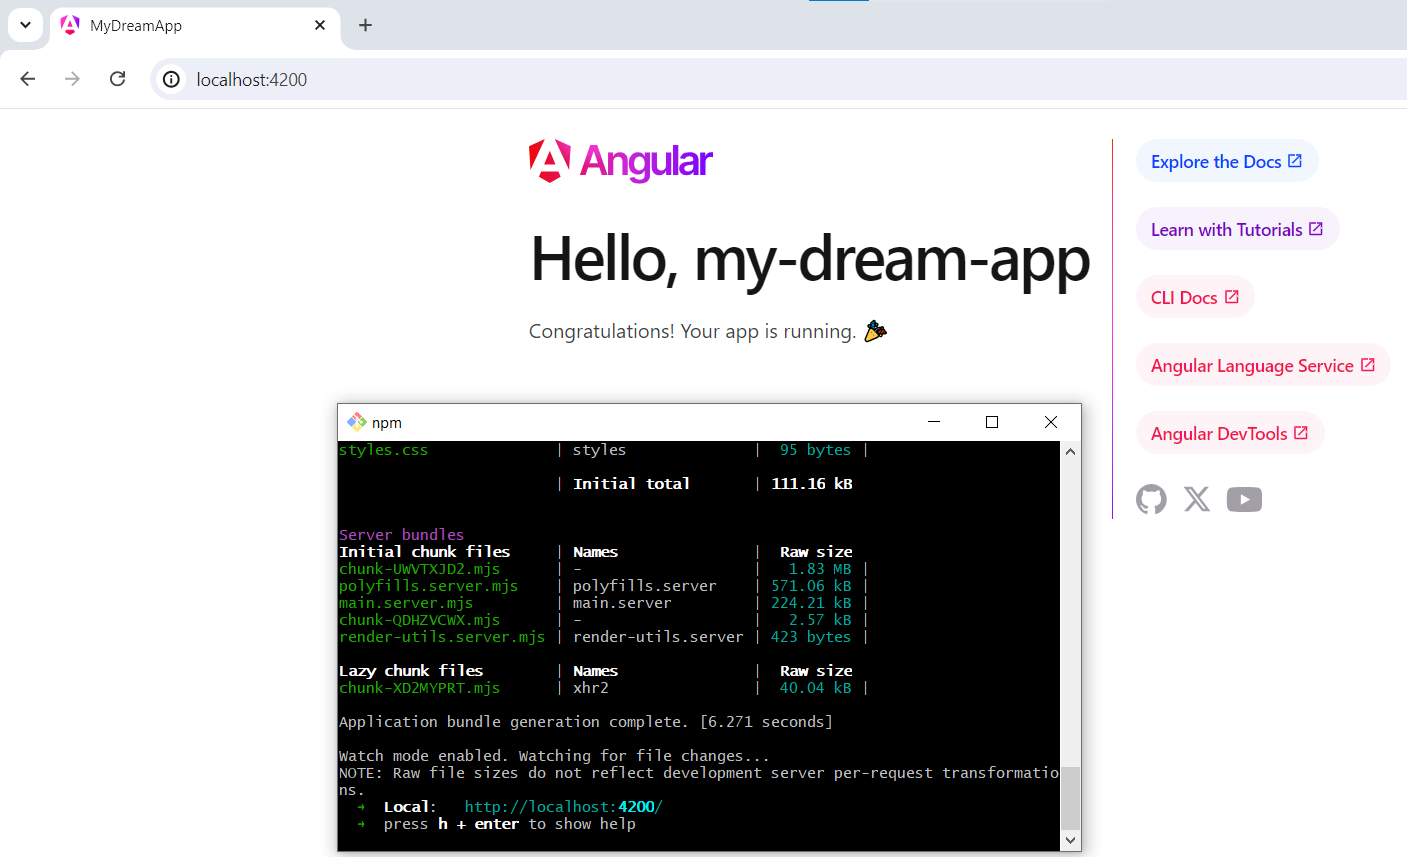 MyDreamApp
localhost:4200
Angular
Hello, my-dream-app
Congratulations! Your app is running. 🎉
Explore the Docs
Learn with Tutorials
CLI Docs
Angular Language Service
Angular DevTools
npm
styles.css | styles | 95 bytes |
| Initial total | 111.16 kB
Server bundles
Initial chunk files | Names | Raw size
chunk-UWVTXJD2.mjs | - | 1.83 MB |
polyfills.server.mjs | polyfills.server | 571.06 kB |
main.server.mjs | main.server | 224.21 kB |
chunk-QDHZVCWX.mjs | - | 2.57 kB |
render-utils.server.mjs | render-utils.server | 423 bytes |
Lazy chunk files | Names | Raw size
chunk-XD2MYPRT.mjs | xhr2 | 40.04 kB |
Application bundle generation complete. [6.271 seconds]
Watch mode enabled. Watching for file changes...
NOTE: Raw file sizes do not reflect development server per-request transformatio
ns.
➜ Local: http://localhost:4200/
➜ press h + enter to show help